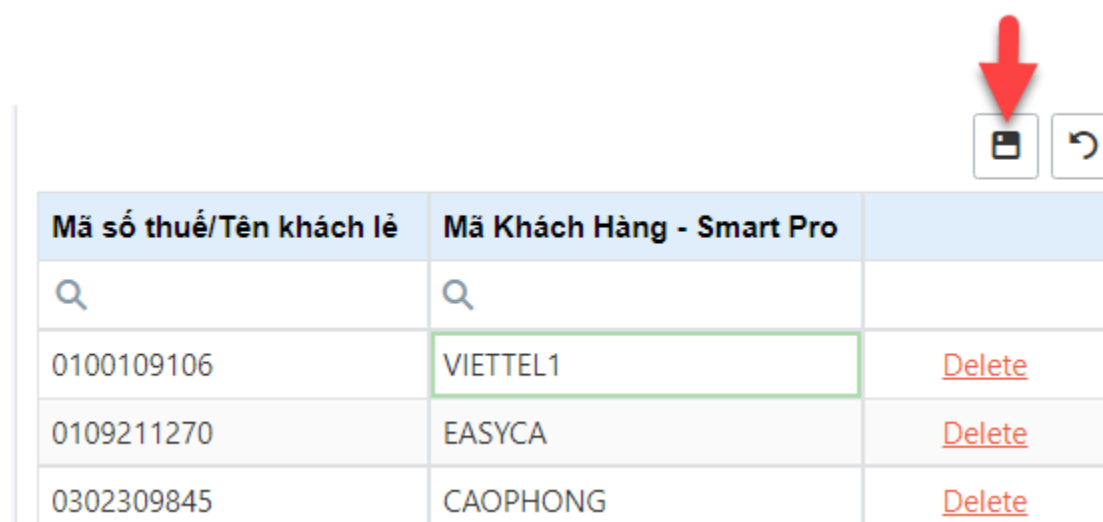 Mã số thuế/Tên khách lẻ Mã Khách Hàng - Smart Pro
0100109106 VIETTEL1 Delete
0109211270 EASYCA Delete
0302309845 CAOPHONG Delete